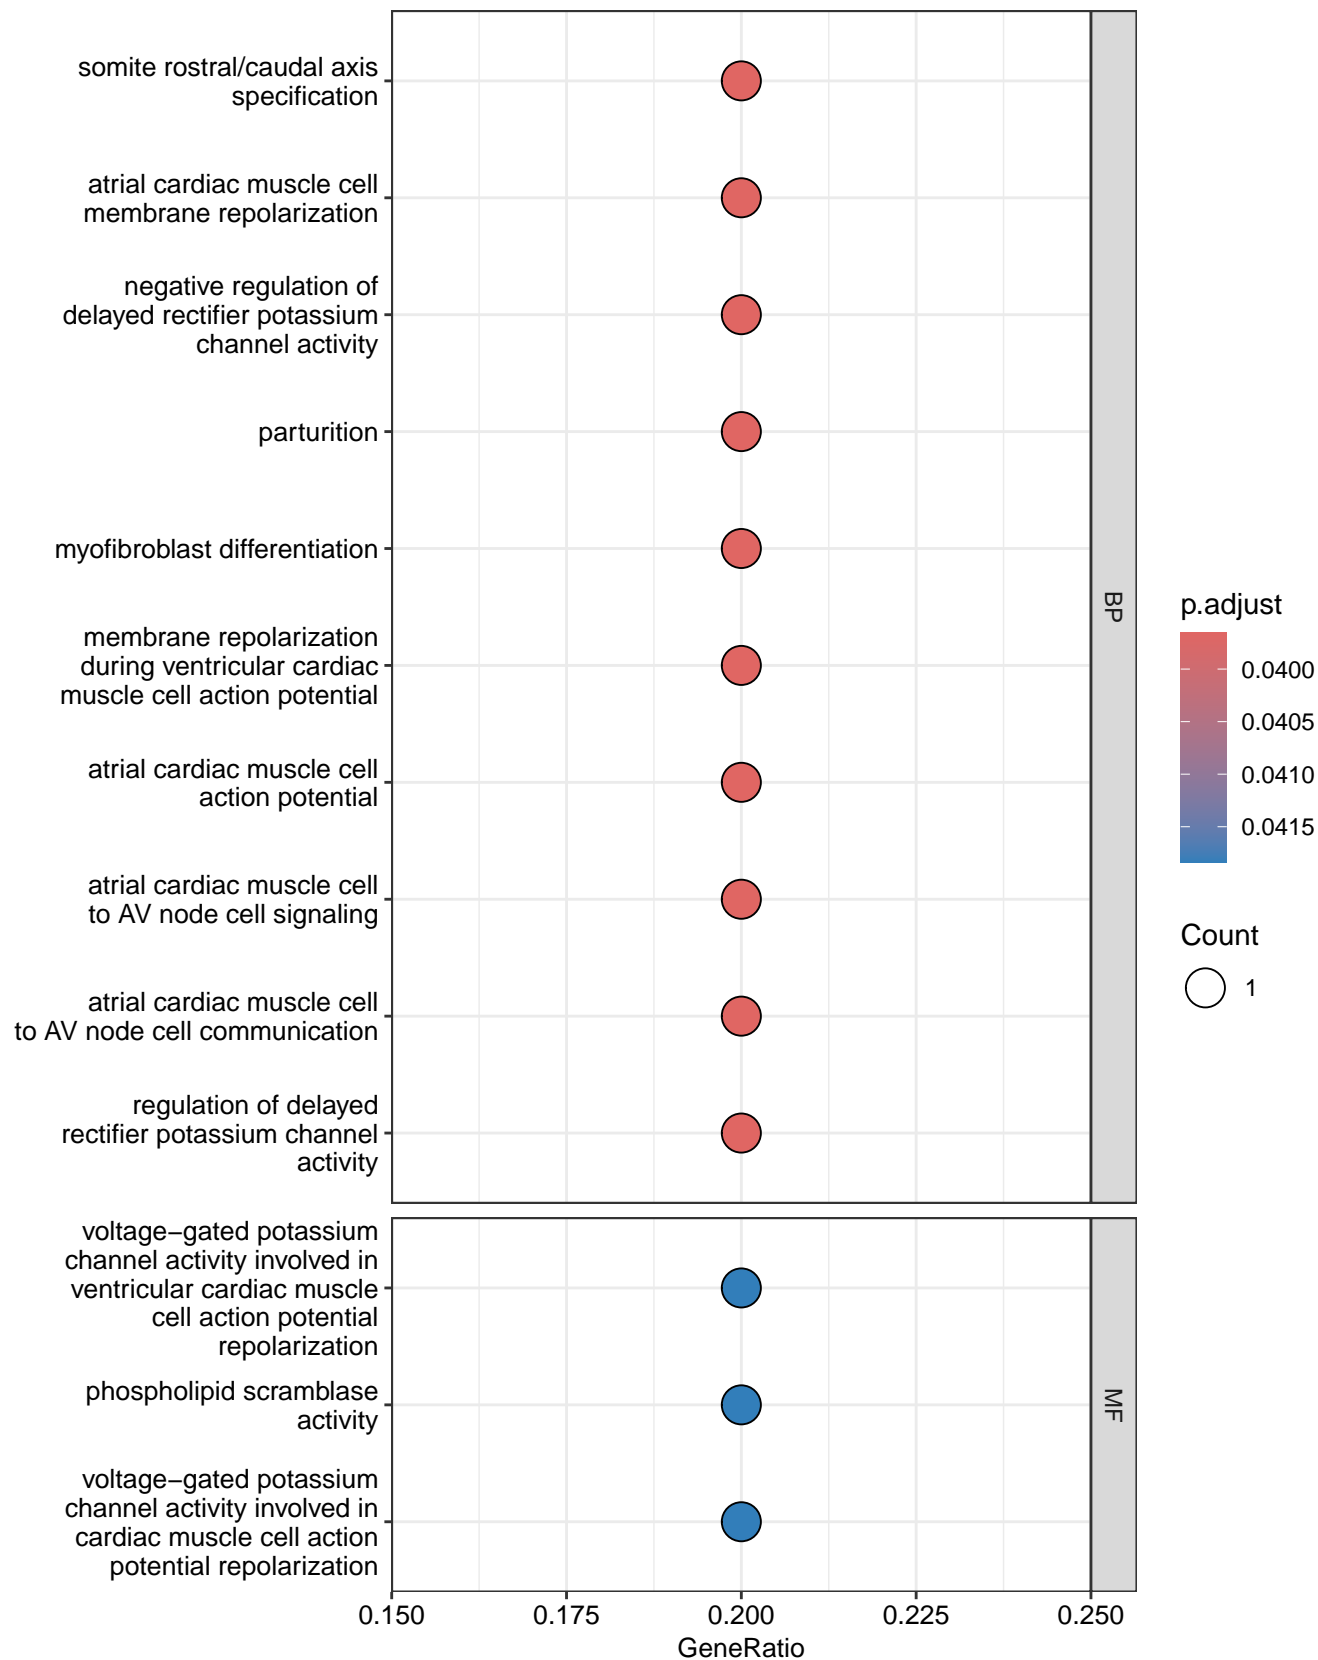 somite rostral/caudal axis
specification
atrial cardiac muscle cell
membrane repolarization
negative regulation of
delayed rectifier potassium
channel activity
parturition
myofibroblast differentiation
membrane repolarization
during ventricular cardiac
muscle cell action potential
atrial cardiac muscle cell
action potential
atrial cardiac muscle cell
to AV node cell signaling
atrial cardiac muscle cell
to AV node cell communication
regulation of delayed
rectifier potassium channel
activity
BP
voltage−gated potassium
channel activity involved in
ventricular cardiac muscle
cell action potential
repolarization
phospholipid scramblase
activity
voltage−gated potassium
channel activity involved in
cardiac muscle cell action
potential repolarization
MF
0.150
0.175
0.200
0.225
0.250
GeneRatio
p.adjust
0.0400
0.0405
0.0410
0.0415
Count
1